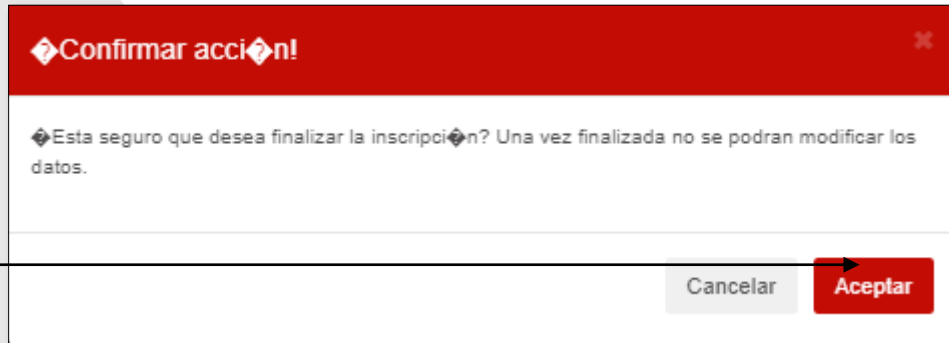 �Confirmar acci�n!
�Esta seguro que desea finalizar la inscripci�n? Una vez finalizada no se podran modificar los
datos.
Cancelar Aceptar